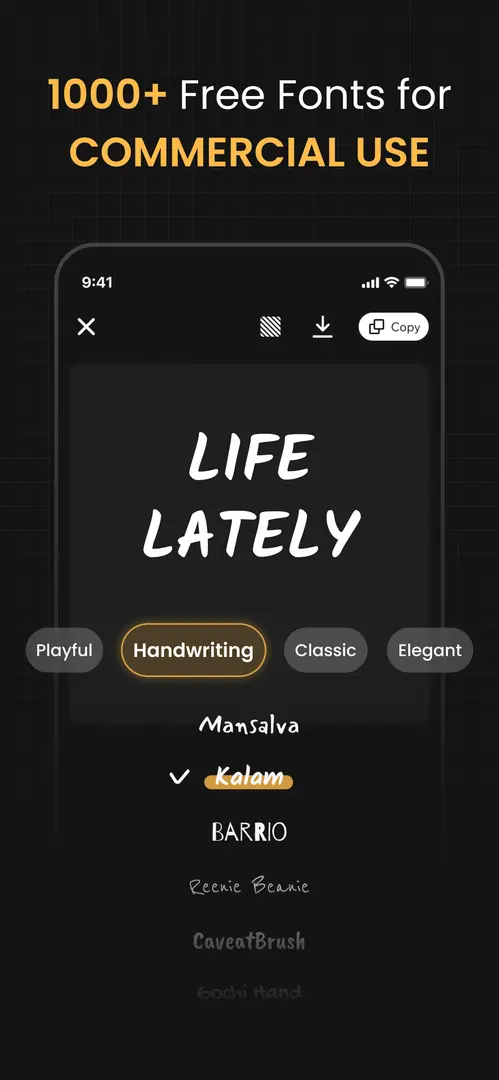 1000+ Free Fonts for
COMMERCIAL USE
9:41
Copy
LIFE
LATELY
Playful Handwriting Classic Elegant
Mansalva
Kalam
BARRIO
Reenie Beanie
CaveatBrush
Gochi Hand